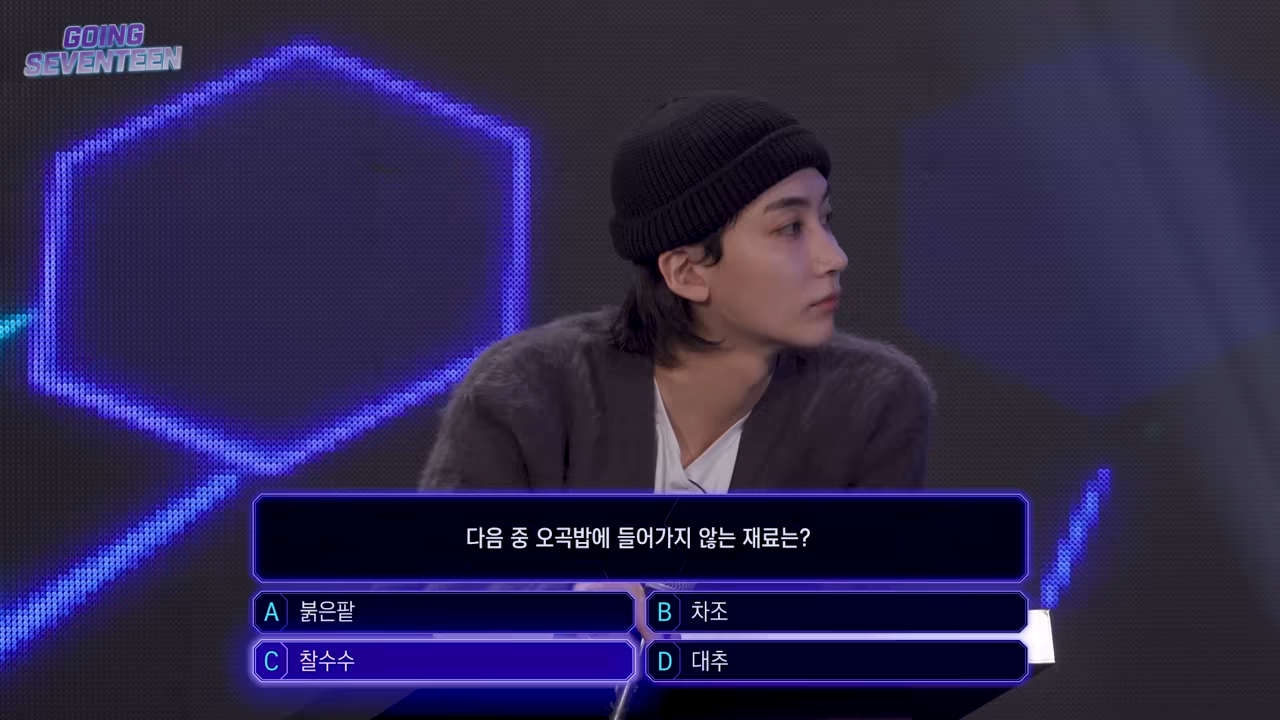 GOING
SEVENTEEN
다음 중 오곡밥에 들어가지 않는 재료는?
A 붉은팥
B 차조
C 찰수수
D 대추